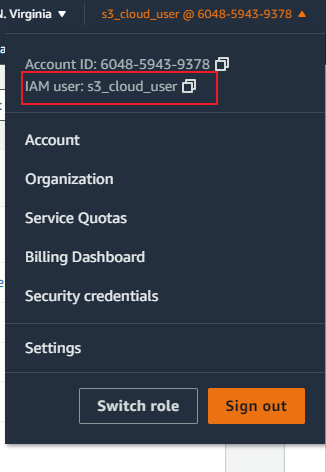 N. Virginia ▼ s3_cloud_user @ 6048-5943-9378 ▲
Account ID: 6048-5943-9378
IAM user: s3_cloud_user
Account
Organization
Service Quotas
Billing Dashboard
Security credentials
Settings
Switch role Sign out